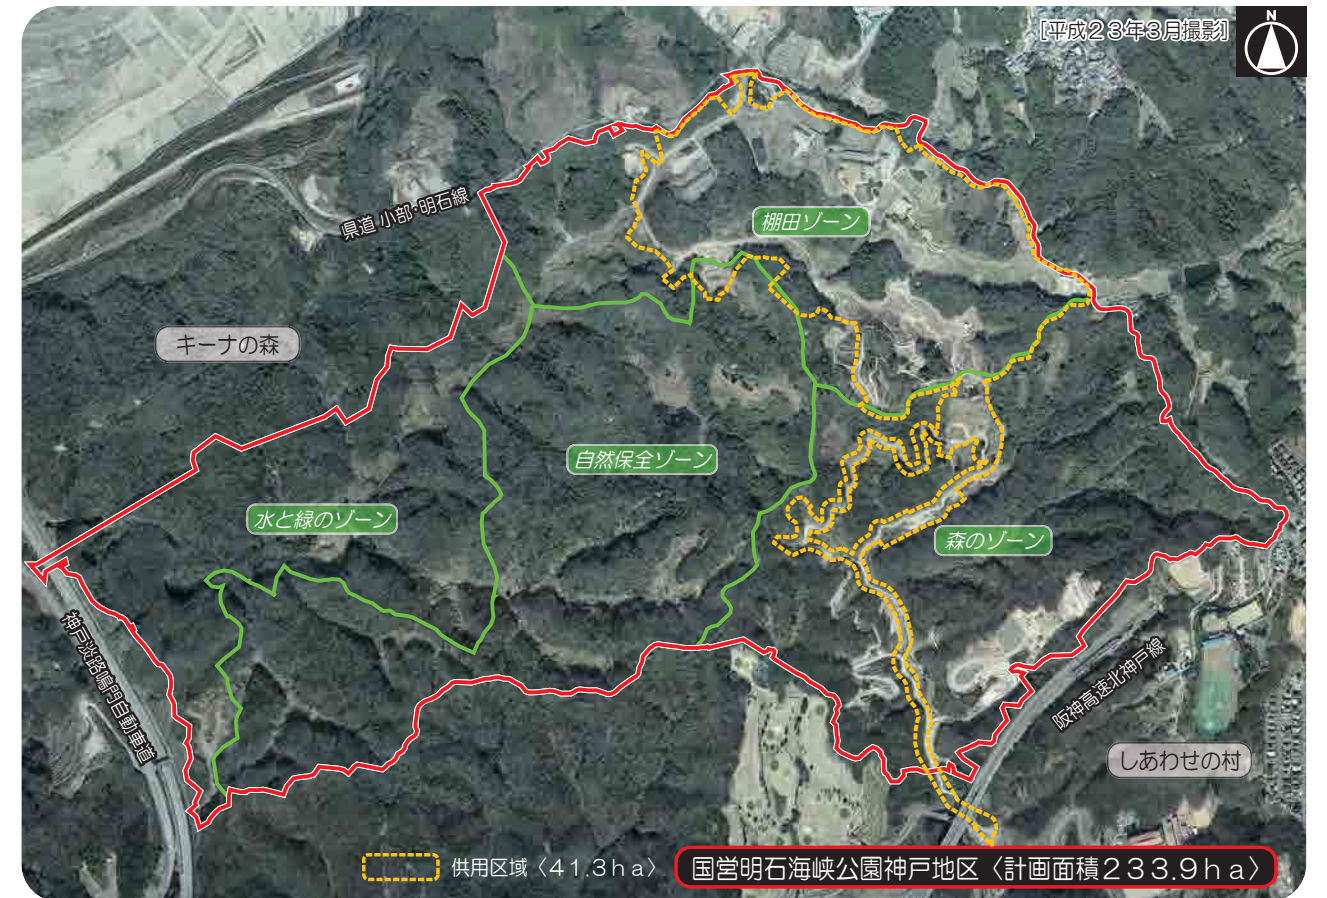 [平成23年3月撮影]
N
県道 小部・明石線
棚田ゾーン
キーナの森
自然保全ゾーン
水と緑のゾーン
森のゾーン
神戸淡路鳴門自動車道
阪神高速北神戸線
しあわせの村
供用区域〈41.3ha〉
国営明石海峡公園神戸地区〈計画面積233.9ha〉